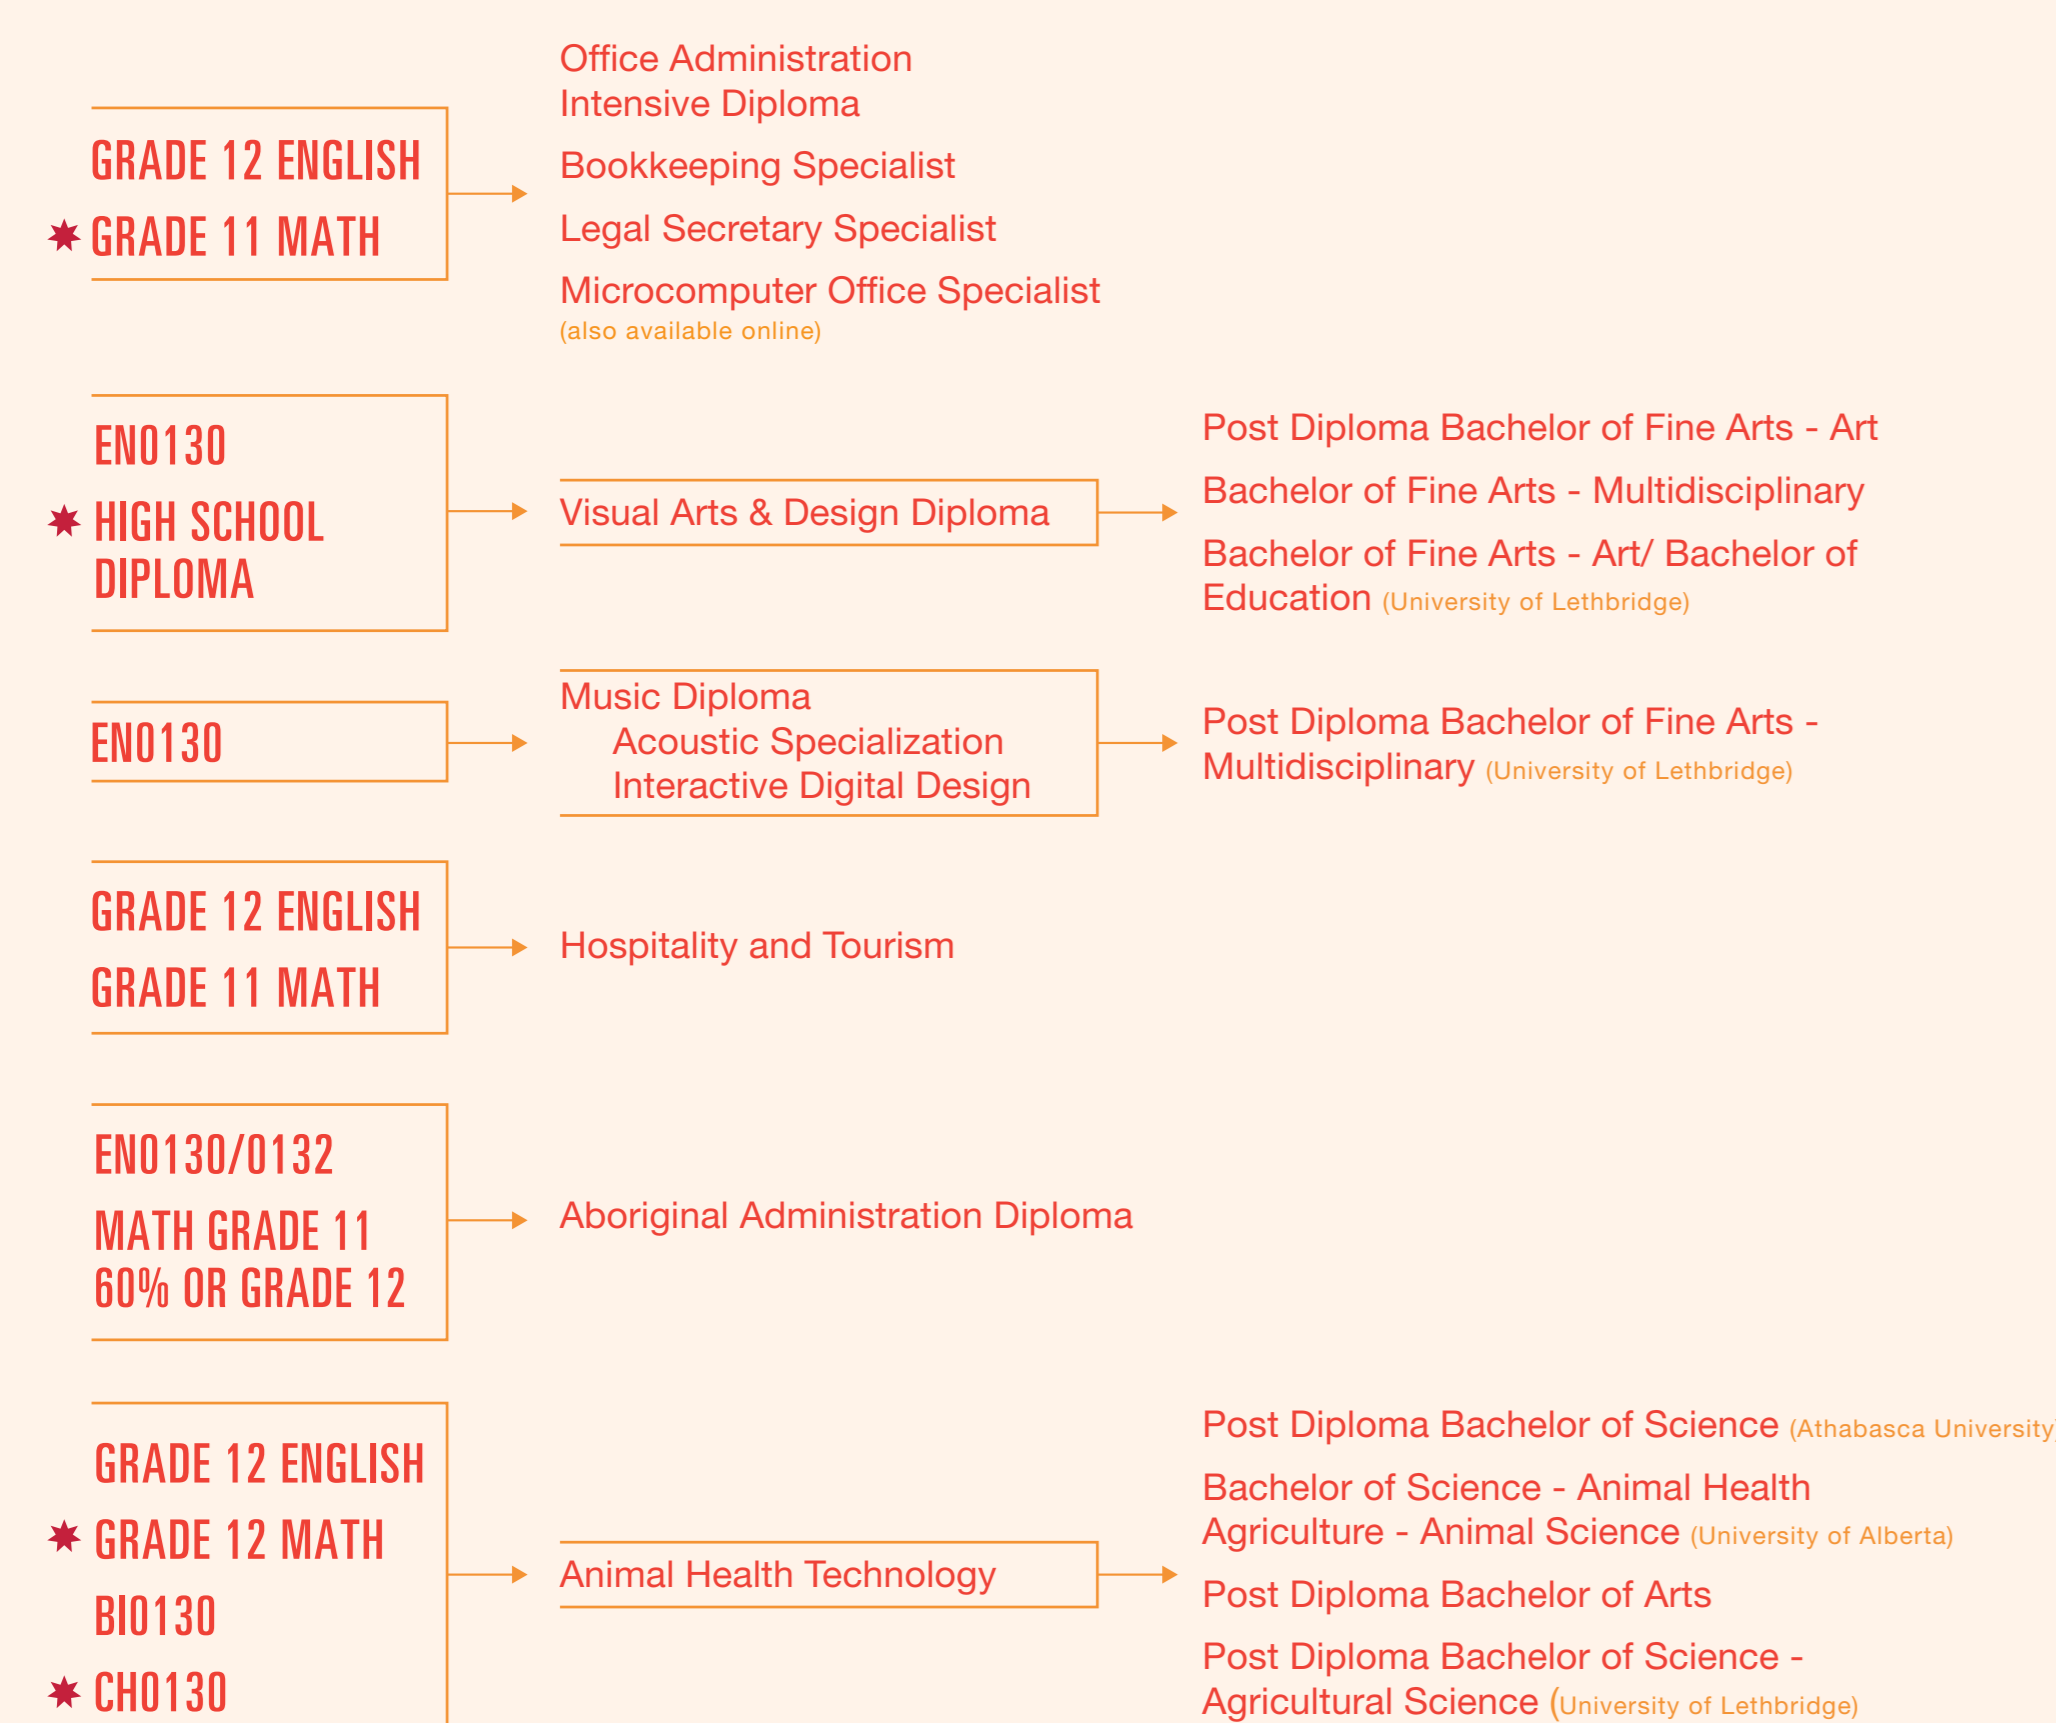 Office Administration
Intensive Diploma
GRADE 12 ENGLISH
GRADE 11 MATH
Bookkeeping Specialist
Legal Secretary Specialist
Microcomputer Office Specialist
(also available online)
EN0130
HIGH SCHOOL
DIPLOMA
Visual Arts & Design Diploma
Post Diploma Bachelor of Fine Arts - Art
Bachelor of Fine Arts - Multidisciplinary
Bachelor of Fine Arts - Art/ Bachelor of
Education (University of Lethbridge)
EN0130
Music Diploma
Acoustic Specialization
Interactive Digital Design
Post Diploma Bachelor of Fine Arts -
Multidisciplinary (University of Lethbridge)
GRADE 12 ENGLISH
GRADE 11 MATH
Hospitality and Tourism
EN0130/0132
MATH GRADE 11
60% OR GRADE 12
Aboriginal Administration Diploma
GRADE 12 ENGLISH
GRADE 12 MATH
BI0130
CH0130
Animal Health Technology
Post Diploma Bachelor of Science (Athabasca University)
Bachelor of Science - Animal Health
Agriculture - Animal Science (University of Alberta)
Post Diploma Bachelor of Arts
Post Diploma Bachelor of Science -
Agricultural Science (University of Lethbridge)